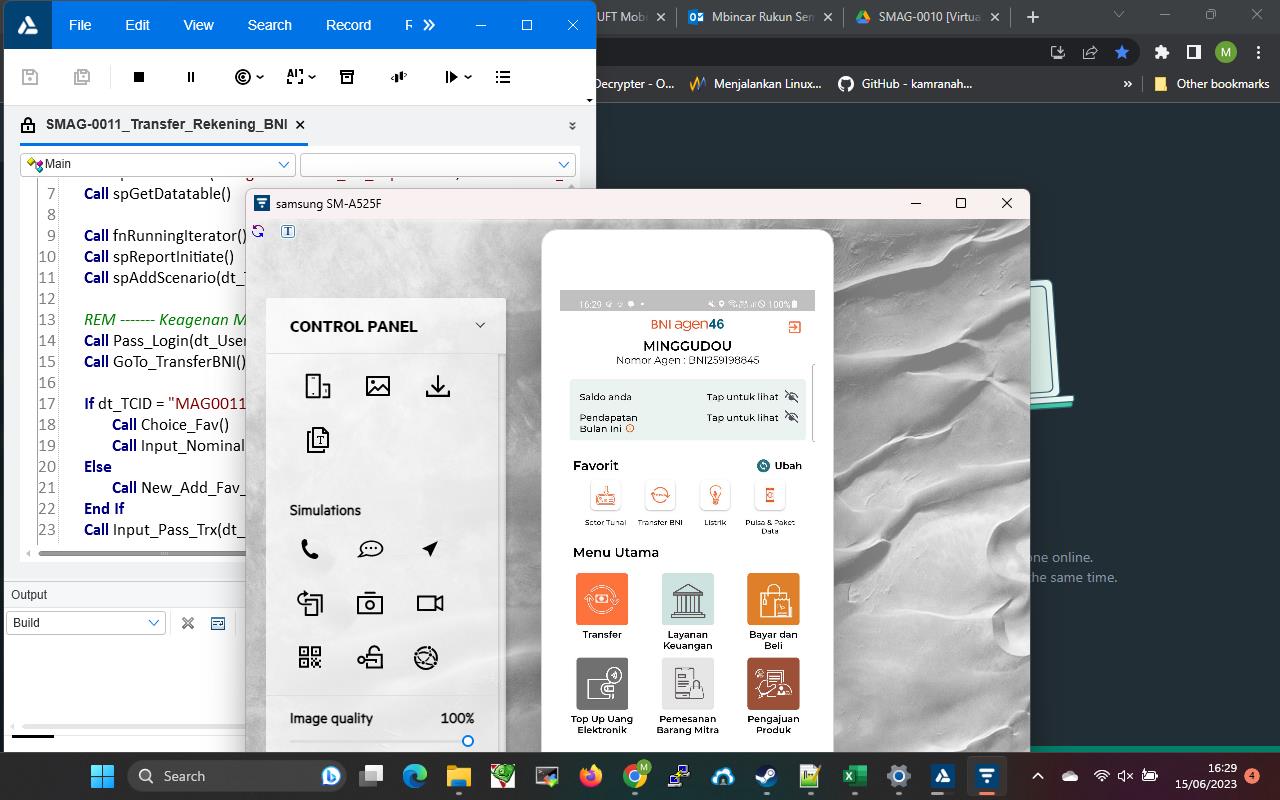 File Edit View Search Record
UFT Mobi
Mbincar Rukun Sem
SMAG-0010 [Virtua
M
Decrypter - O...
Menjalankan Linux...
GitHub - kamranah...
»
Other bookmarks
SMAG-0011_Transfer_Rekening_BNI
Main
7 Call spGetDatatable()
8
9 Call fnRunningIterator()
10 Call spReportInitiate()
11 Call spAddScenario(dt_
12
13 REM ------- Keagenan M
14 Call Pass_Login(dt_User
15 Call GoTo_TransferBNI()
16
17 If dt_TCID = "MAG0011
18 Call Choice_Fav()
19 Call Input_Nominal
20 Else
21 Call New_Add_Fav_
22 End If
23 Call Input_Pass_Trx(dt_
Output
Build
samsung SM-A525F
T
CONTROL PANEL
Simulations
Image quality 100%
16:29 100%
BNI agen46
MINGGUDOU
Nomor Agen : BNI259198845
Saldo anda Tap untuk lihat
Pendapatan Tap untuk lihat
Bulan Ini
Favorit Ubah
Setor Tunai Transfer BNI Listrik Pulsa & Paket
Data
Menu Utama
Transfer Layanan Bayar dan
Keuangan Beli
Top Up Uang Pemesanan Pengajuan
Elektronik Barang Mitra Produk
one online.
the same time.
Search
M
16:29
15/06/2023
4